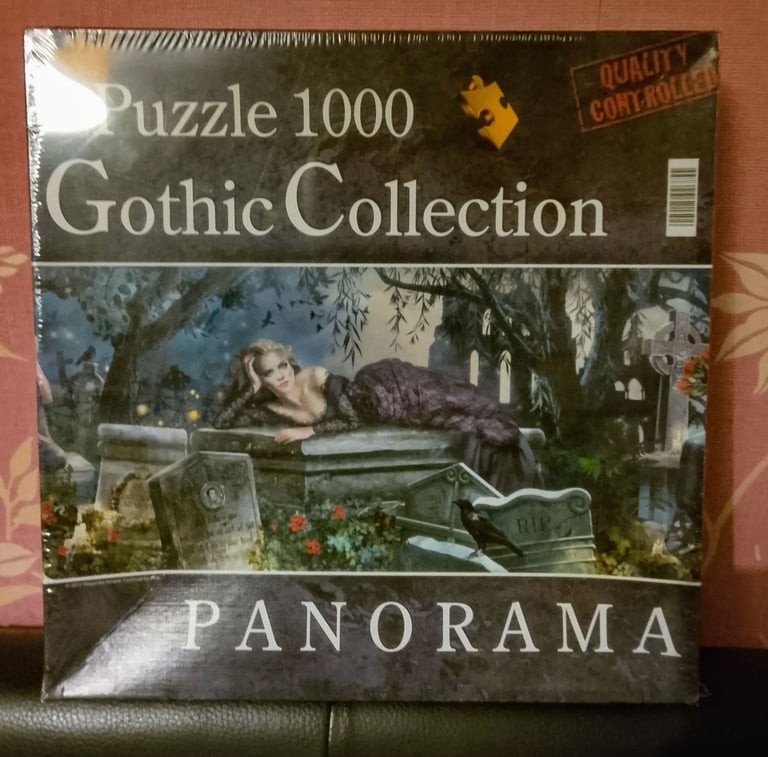 Puzzle 1000
QUALITY
CONTROLLED
Gothic Collection
RIP
PANORAMA